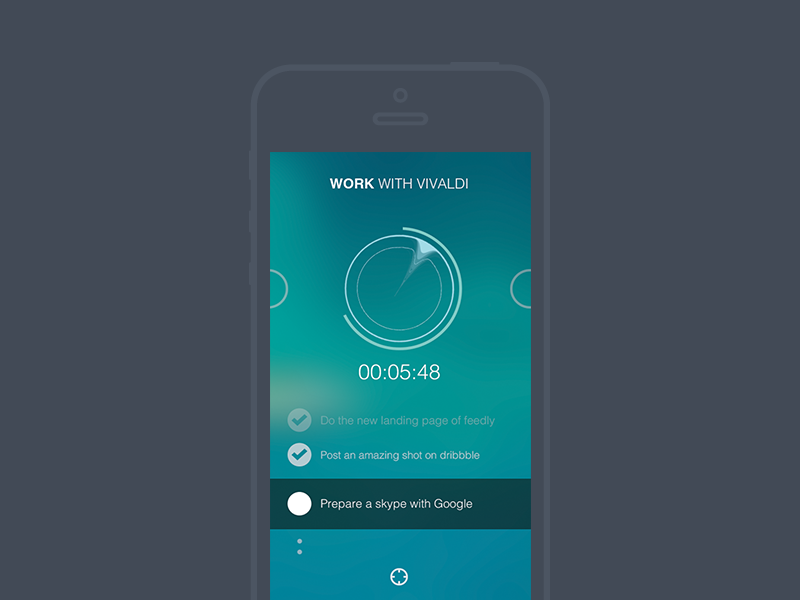 WORK WITH VIVALDI
00:05:48
Do the new landing page of feedly
Post an amazing shot on dribbble
Prepare a skype with Google